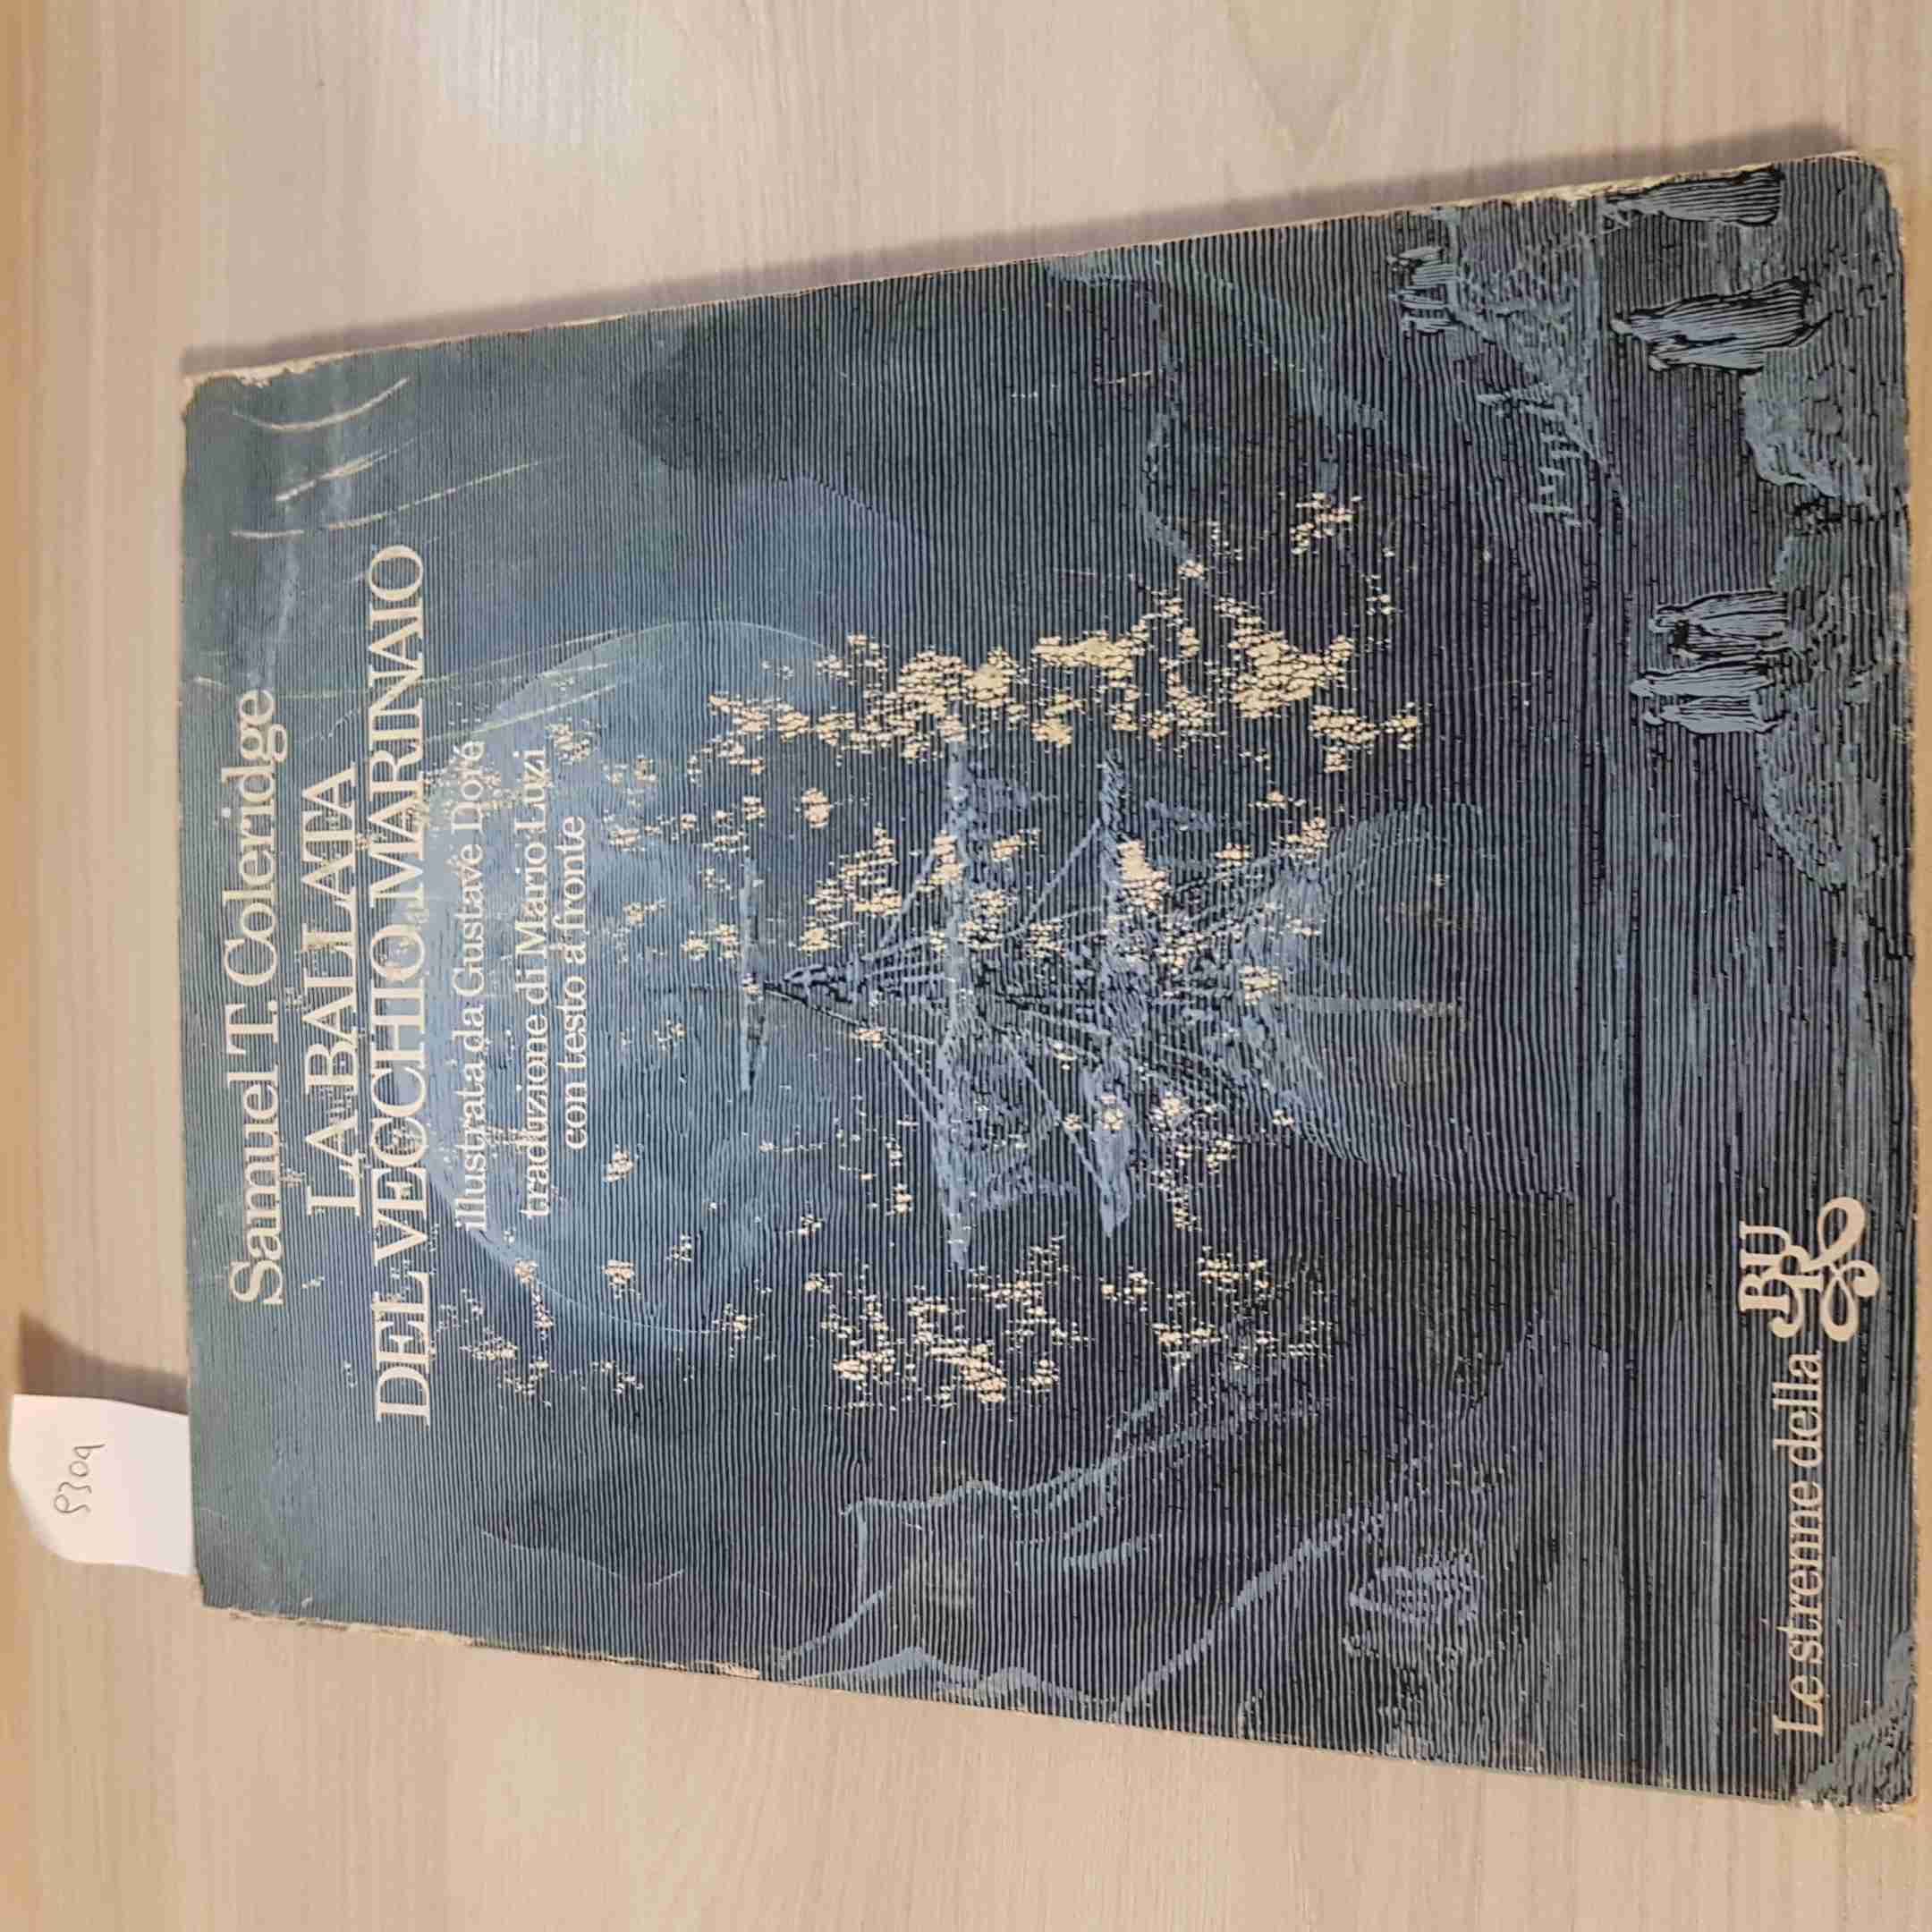 Samuel T. Coleridge
LA BALLATA
DEL VECCHIO MARINAIO
illustrata da Gustave Doré
traduzione di Mario Luzi
con testo a fronte
Le strenne della BUR
P309